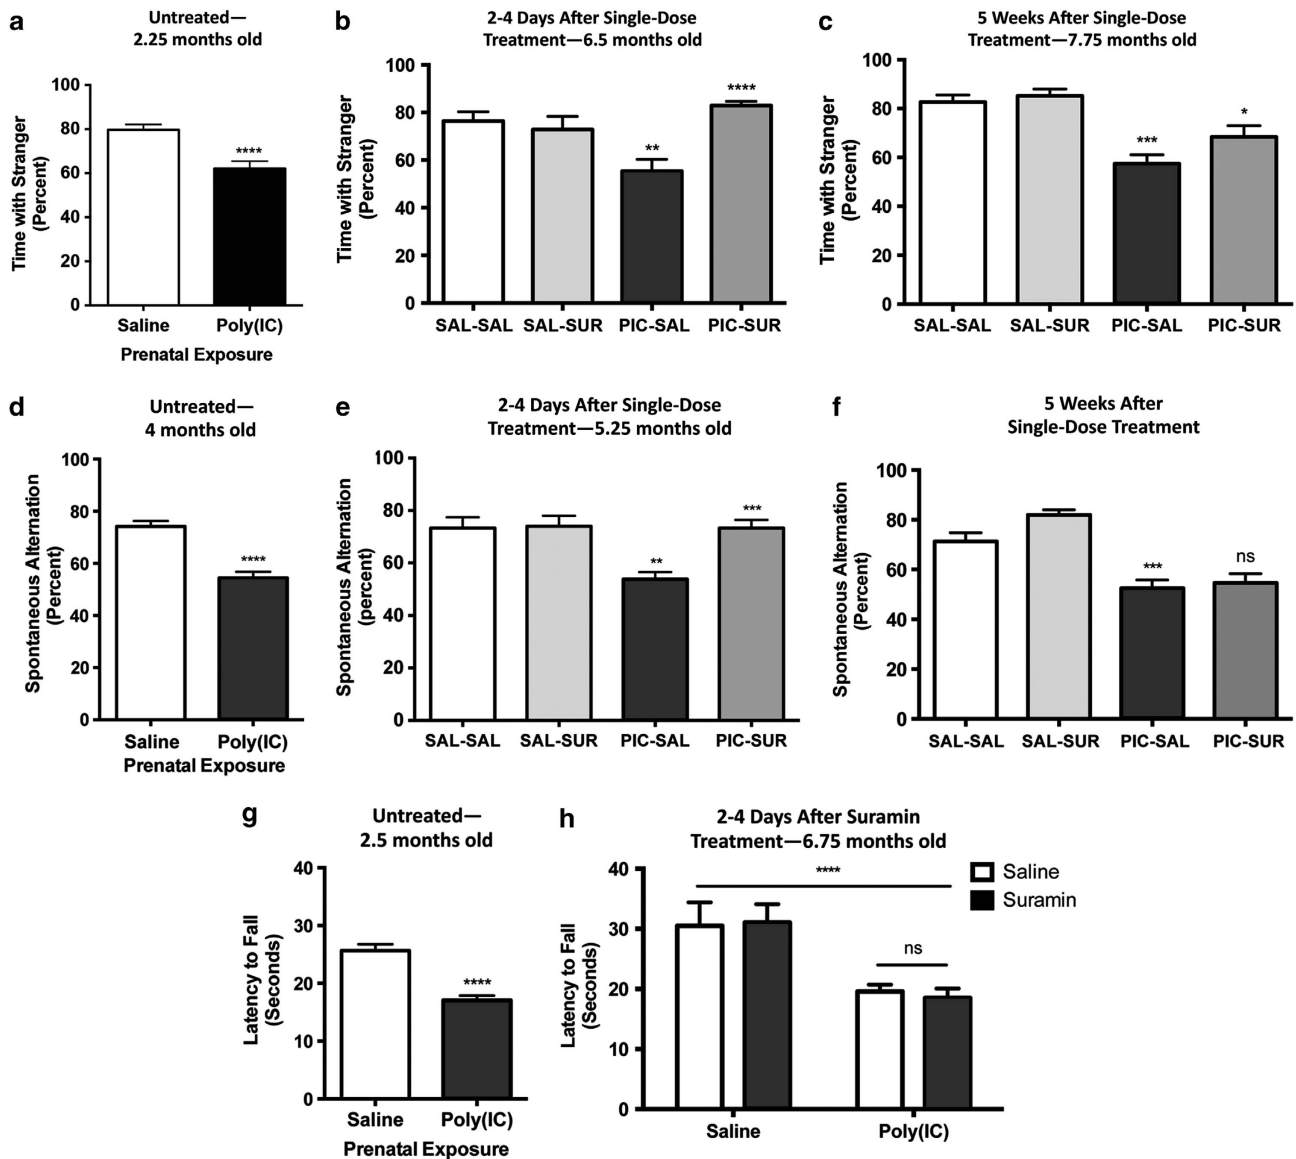 a
Untreated—
2.25 months old
Time with Stranger
(Percent)
100
80
60
40
20
0
****
Saline
Poly(IC)
Prenatal Exposure
b
2-4 Days After Single-Dose
Treatment—6.5 months old
Time with Stranger
(Percent)
100
80
60
40
20
0
**
****
SAL-SAL
SAL-SUR
PIC-SAL
PIC-SUR
c
5 Weeks After Single-Dose
Treatment—7.75 months old
Time with Stranger
(Percent)
100
80
60
40
20
0
***
*
SAL-SAL
SAL-SUR
PIC-SAL
PIC-SUR
d
Untreated—
4 months old
Spontaneous Alternation
(Percent)
100
80
60
40
20
0
****
Saline
Poly(IC)
Prenatal Exposure
e
2-4 Days After Single-Dose
Treatment—5.25 months old
Spontaneous Alternation
(percent)
100
80
60
40
20
0
**
***
SAL-SAL
SAL-SUR
PIC-SAL
PIC-SUR
f
5 Weeks After
Single-Dose Treatment
Spontaneous Alternation
(Percent)
100
80
60
40
20
0
***
ns
SAL-SAL
SAL-SUR
PIC-SAL
PIC-SUR
g
Untreated—
2.5 months old
Latency to Fall
(Seconds)
40
30
20
10
0
****
Saline
Poly(IC)
Prenatal Exposure
h
2-4 Days After Suramin
Treatment—6.75 months old
Latency to Fall
(Seconds)
40
30
20
10
0
****
ns
Saline
Poly(IC)
Saline
Suramin